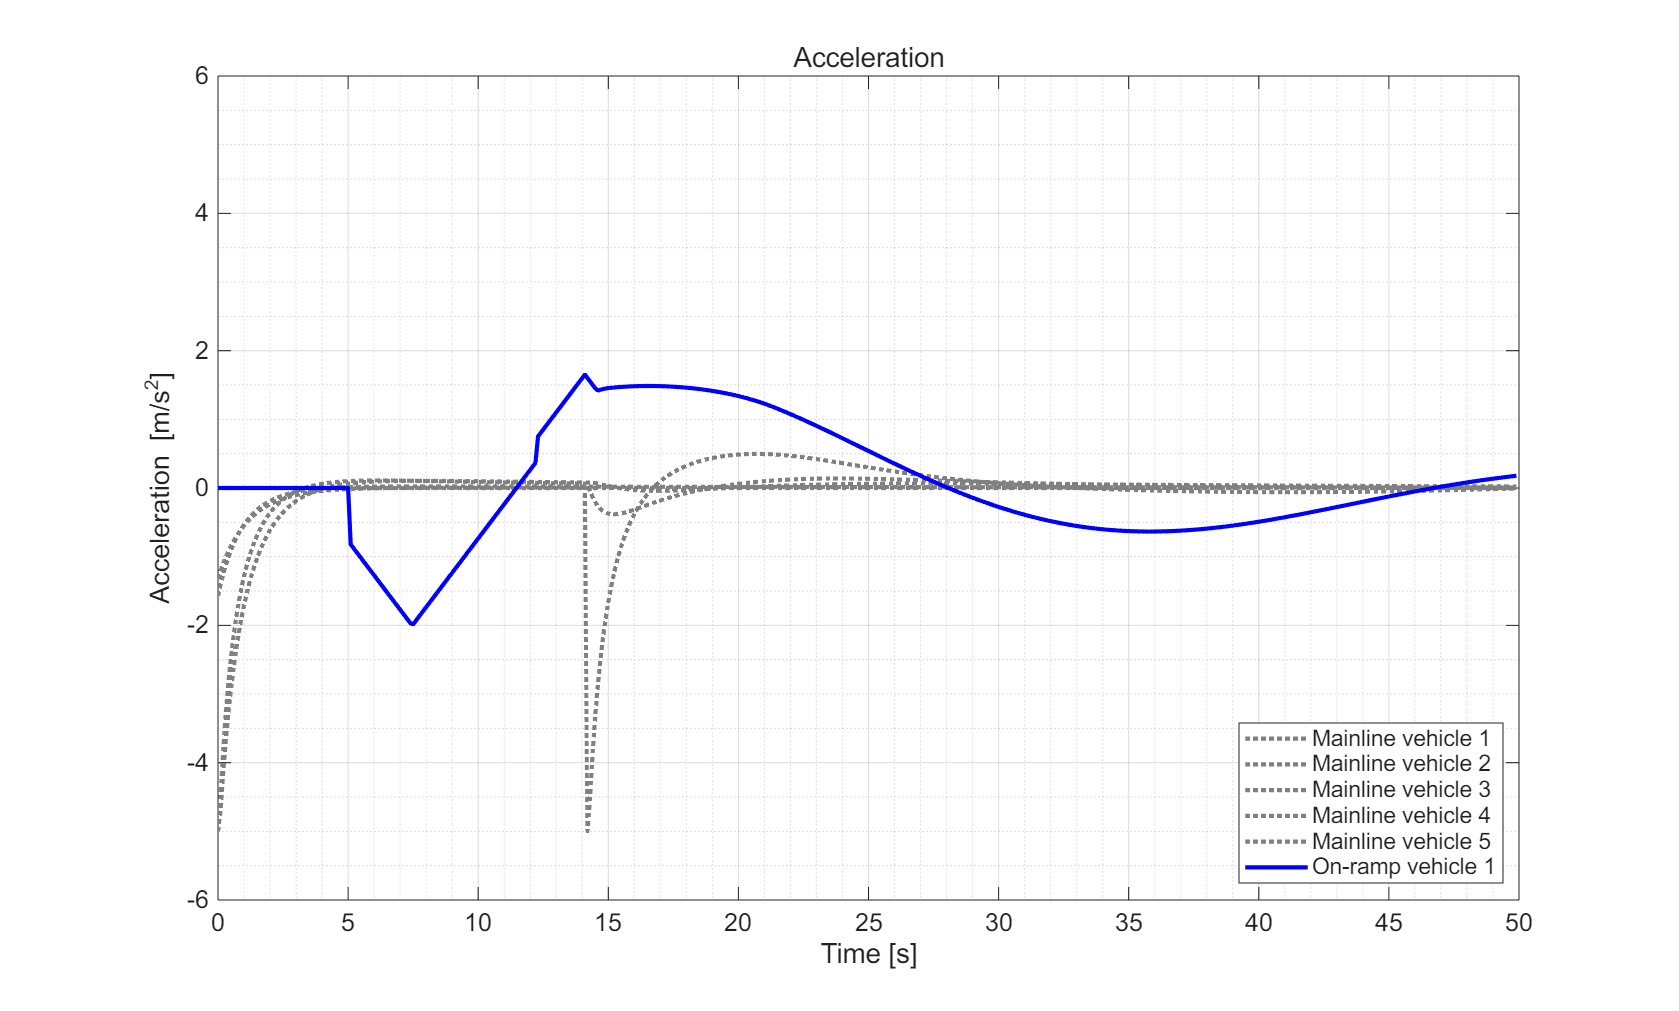 Acceleration
6
4
2
0
-2
-4
-6
Acceleration [m/s²]
0 5 10 15 20 25 30 35 40 45 50
Time [s]
Mainline vehicle 1
Mainline vehicle 2
Mainline vehicle 3
Mainline vehicle 4
Mainline vehicle 5
On-ramp vehicle 1